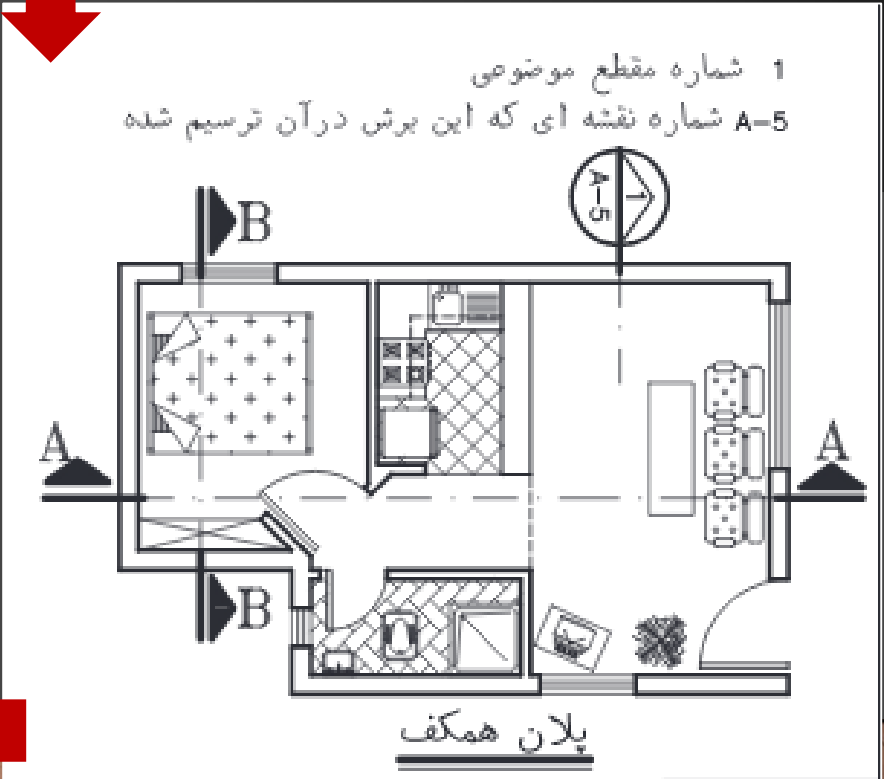 1 شماره مقطع موضوعی
A-5 شماره نقشه ای که این برش درآن ترسیم شده
1
A-5
B
A
A
B
پلان همکف